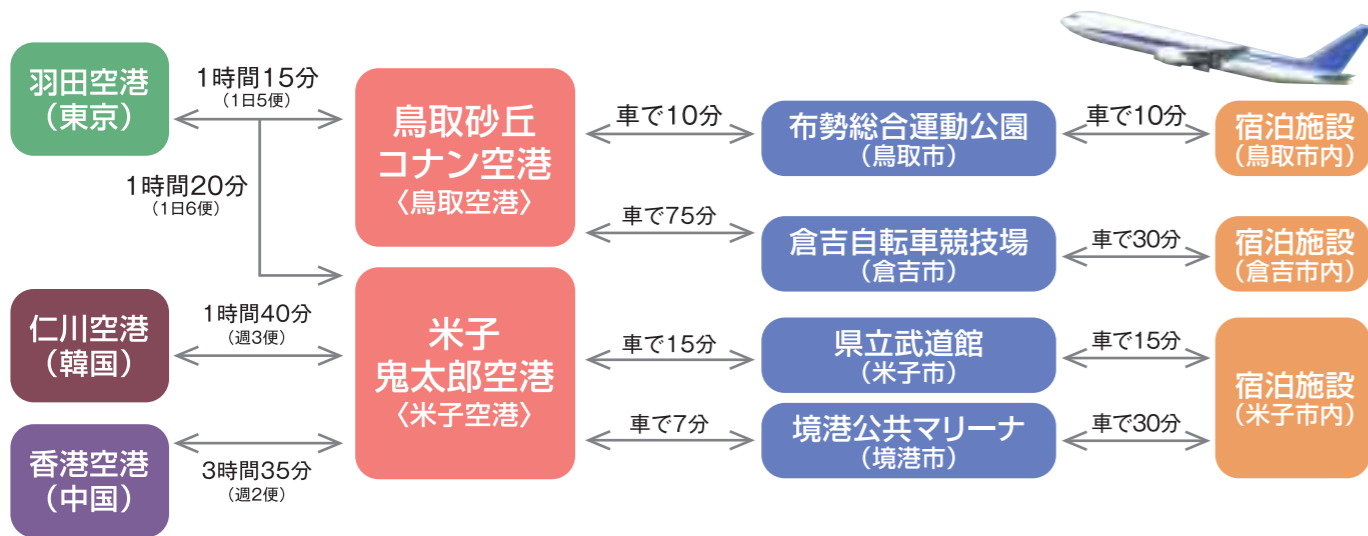 羽田空港
（東京）
1時間15分
（1日5便）
1時間20分
（1日6便）
仁川空港
（韓国）
1時間40分
（週3便）
香港空港
（中国）
3時間35分
（週2便）
鳥取砂丘
コナン空港
〈鳥取空港〉
米子
鬼太郎空港
〈米子空港〉
車で10分
布勢総合運動公園
（鳥取市）
車で10分
宿泊施設
（鳥取市内）
車で75分
倉吉自転車競技場
（倉吉市）
車で30分
宿泊施設
（倉吉市内）
車で15分
県立武道館
（米子市）
車で15分
車で7分
境港公共マリーナ
（境港市）
車で30分
宿泊施設
（米子市内）